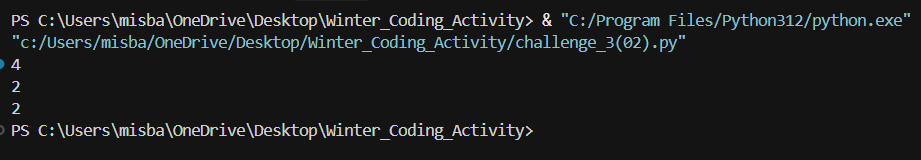 PS C:\Users\misba\OneDrive\Desktop\Winter_Coding_Activity> & "C:/Program Files/Python312/python.exe"
"c:/Users/misba/OneDrive/Desktop/Winter_Coding_Activity/challenge_3(02).py"
4
2
2
PS C:\Users\misba\OneDrive\Desktop\Winter_Coding_Activity>